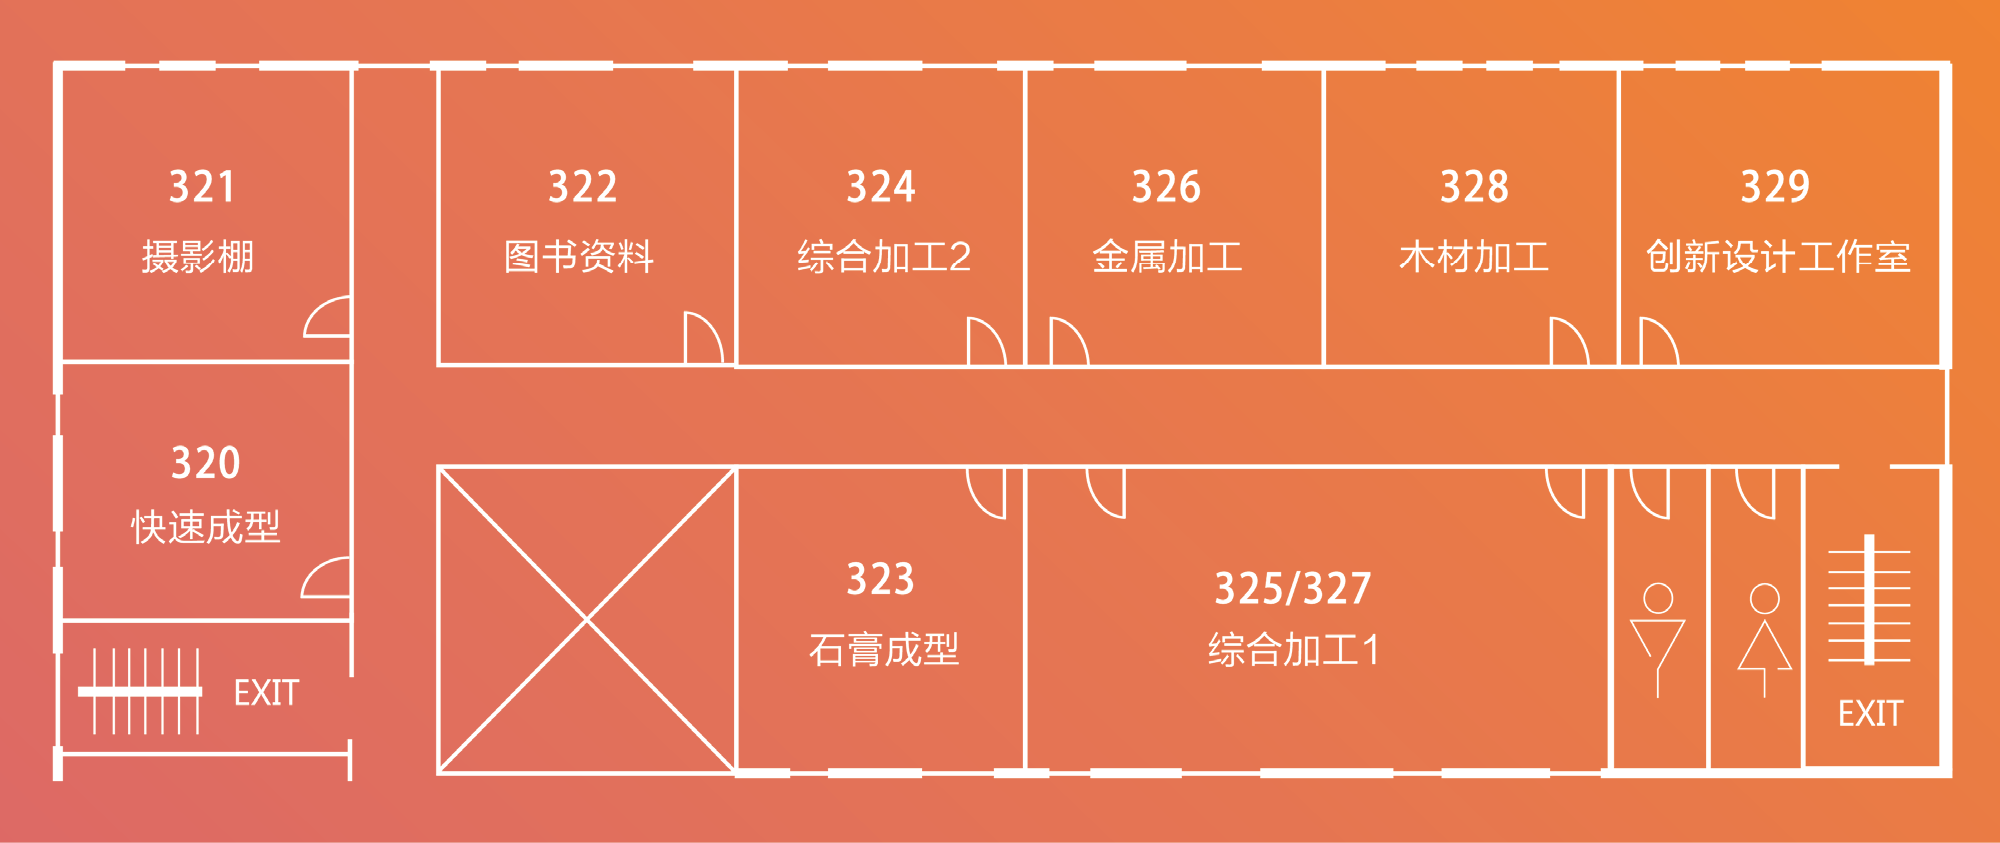 321
摄影棚
322
图书资料
324
综合加工2
326
金属加工
328
木材加工
329
创新设计工作室
320
快速成型
323
石膏成型
325/327
综合加工1
EXIT
EXIT